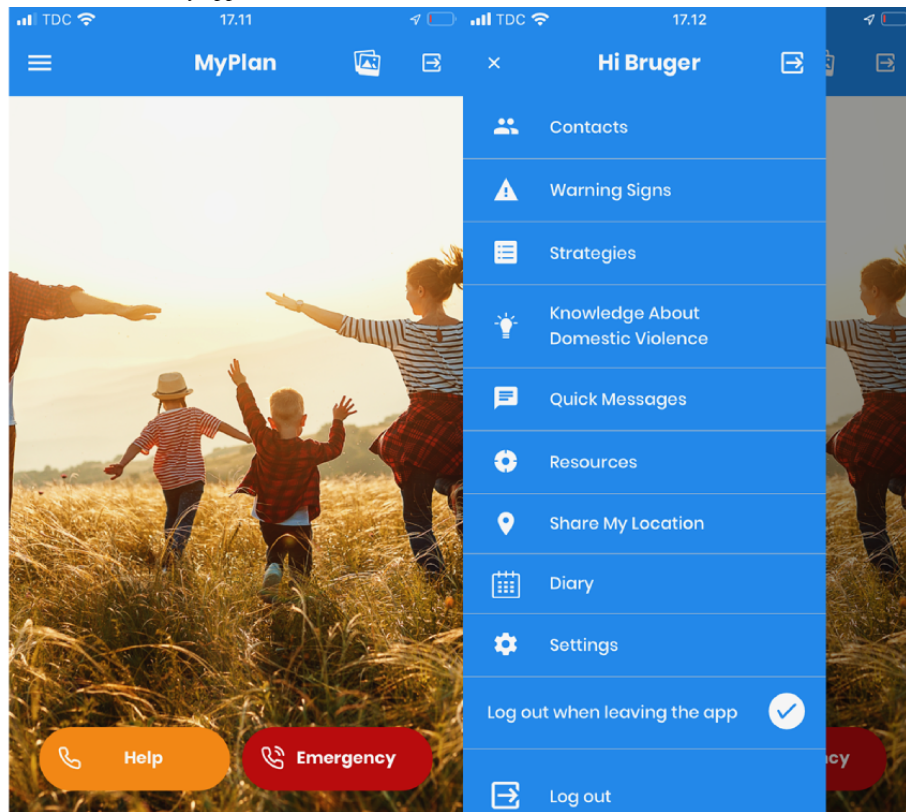 TDC 17.11
MyPlan
Help
Emergency
TDC 17.12
Hi Bruger
Contacts
Warning Signs
Strategies
Knowledge About
Domestic Violence
Quick Messages
Resources
Share My Location
Diary
Settings
Log out when leaving the app
cy
Log out